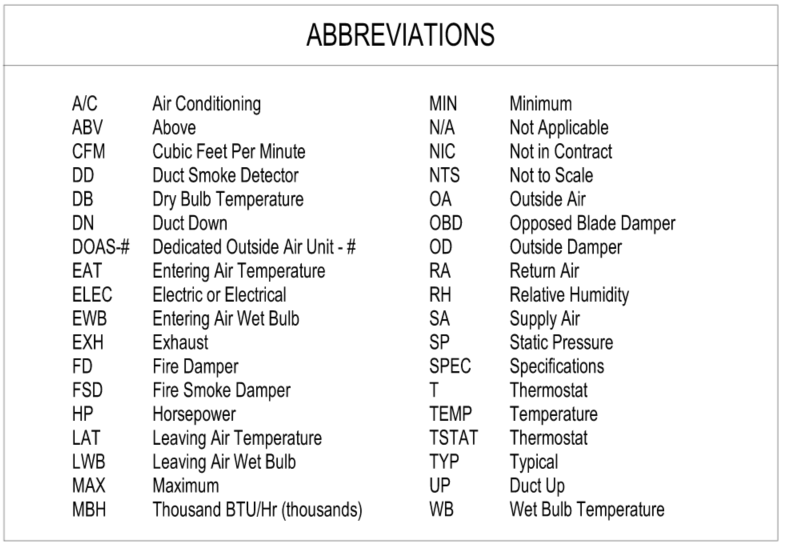 ABBREVIATIONS
A/C Air Conditioning
ABV Above
CFM Cubic Feet Per Minute
DD Duct Smoke Detector
DB Dry Bulb Temperature
DN Duct Down
DOAS-# Dedicated Outside Air Unit - #
EAT Entering Air Temperature
ELEC Electric or Electrical
EWB Entering Air Wet Bulb
EXH Exhaust
FD Fire Damper
FSD Fire Smoke Damper
HP Horsepower
LAT Leaving Air Temperature
LWB Leaving Air Wet Bulb
MAX Maximum
MBH Thousand BTU/Hr (thousands)
MIN Minimum
N/A Not Applicable
NIC Not in Contract
NTS Not to Scale
OA Outside Air
OBD Opposed Blade Damper
OD Outside Damper
RA Return Air
RH Relative Humidity
SA Supply Air
SP Static Pressure
SPEC Specifications
T Thermostat
TEMP Temperature
TSTAT Thermostat
TYP Typical
UP Duct Up
WB Wet Bulb Temperature